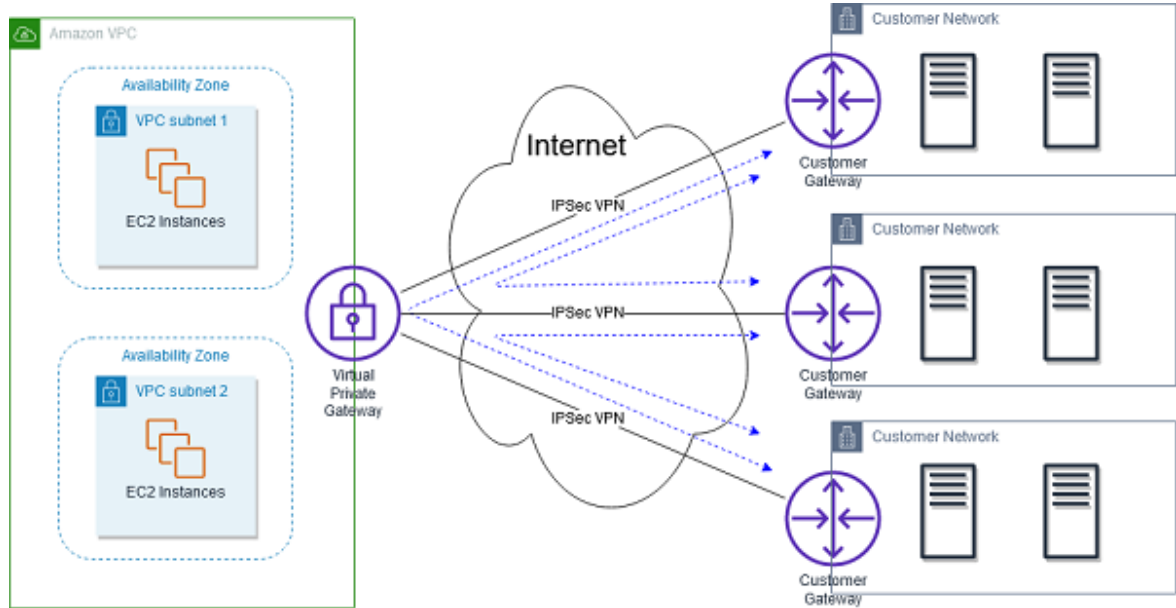 Amazon VPC
Availability Zone
VPC subnet 1
EC2 Instances
Availability Zone
VPC subnet 2
EC2 Instances
Virtual
Private
Gateway
Internet
IPSec VPN
IPSec VPN
IPSec VPN
Customer Network
Customer
Gateway
Customer Network
Customer
Gateway
Customer Network
Customer
Gateway